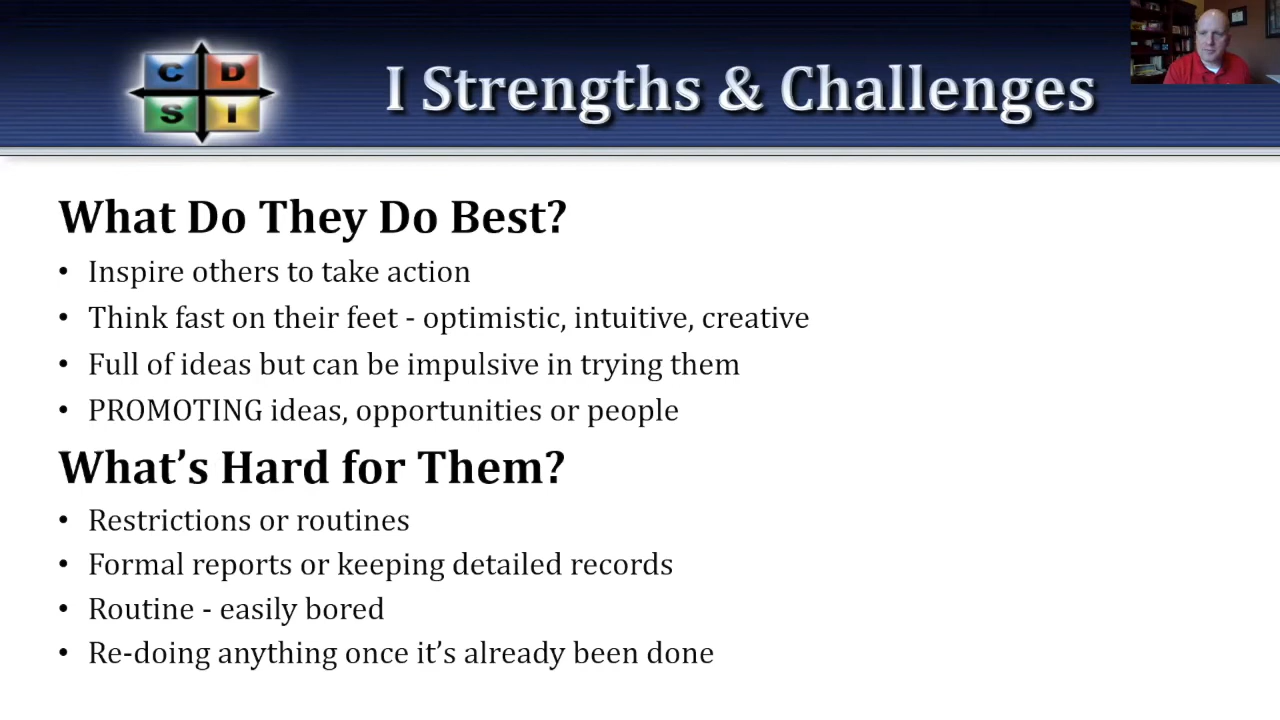 C D
S I
I Strengths & Challenges
What Do They Do Best?
• Inspire others to take action
• Think fast on their feet - optimistic, intuitive, creative
• Full of ideas but can be impulsive in trying them
• PROMOTING ideas, opportunities or people
What’s Hard for Them?
• Restrictions or routines
• Formal reports or keeping detailed records
• Routine - easily bored
• Re-doing anything once it’s already been done